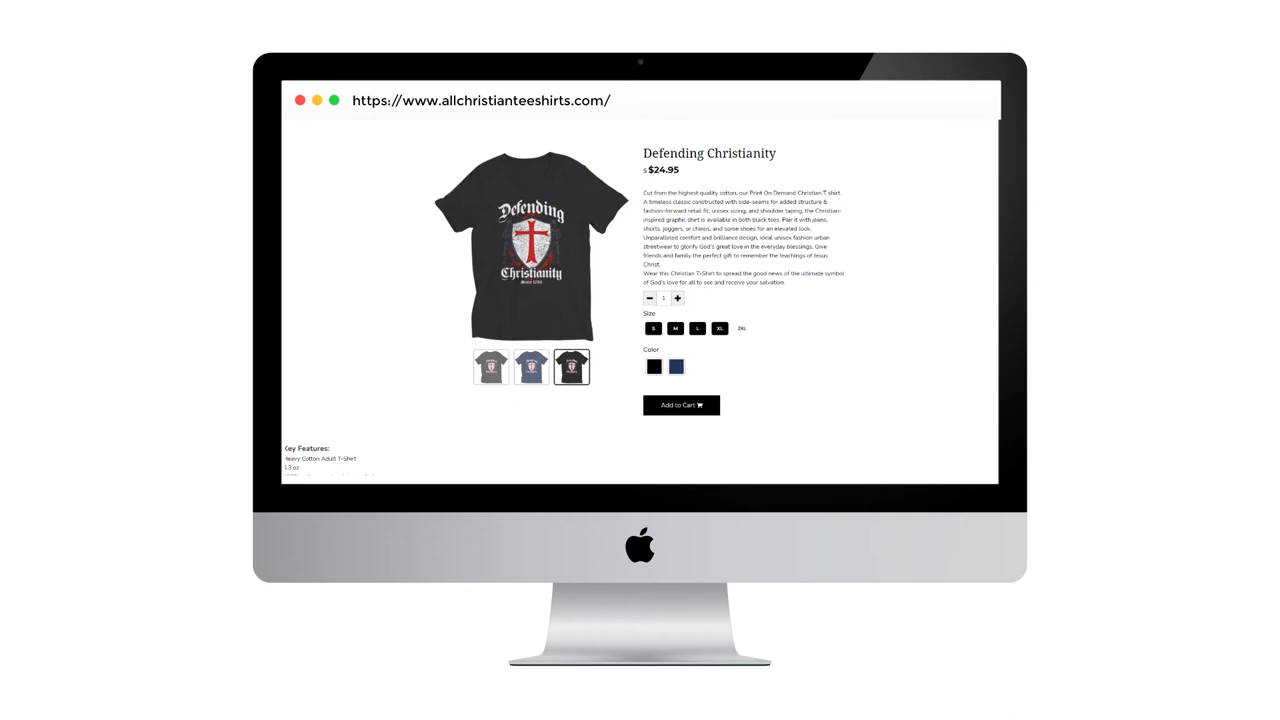 https://www.allchristianteeshirts.com/
Defending
Christianity
Defending Christianity
$ $24.95
Cut from the highest quality cotton, our Print On Demand Christian T shirt.
A timeless classic constructed with side-seams for added structure &
fashion-forward retail fit, unisex sizing, and shoulder taping, the Christian-
inspired graphic shirt is available in both black tees. Pair it with jeans,
shorts, joggers, or chinos, and some shoes for an elevated look.
Unparalleled comfort and brilliance design, ideal unisex fashion urban
streetwear to glorify God's great love in the everyday blessings. Give
friends and family the perfect gift to remember the teachings of Jesus
Christ.
Wear this Christian T-Shirt to spread the good news of the ultimate symbol
of God's love for all to see and receive your salvation.
1
Size
S M L XL 2XL
Color
Add to Cart
Key Features:
Heavy Cotton Adult T-Shirt
5.3 oz